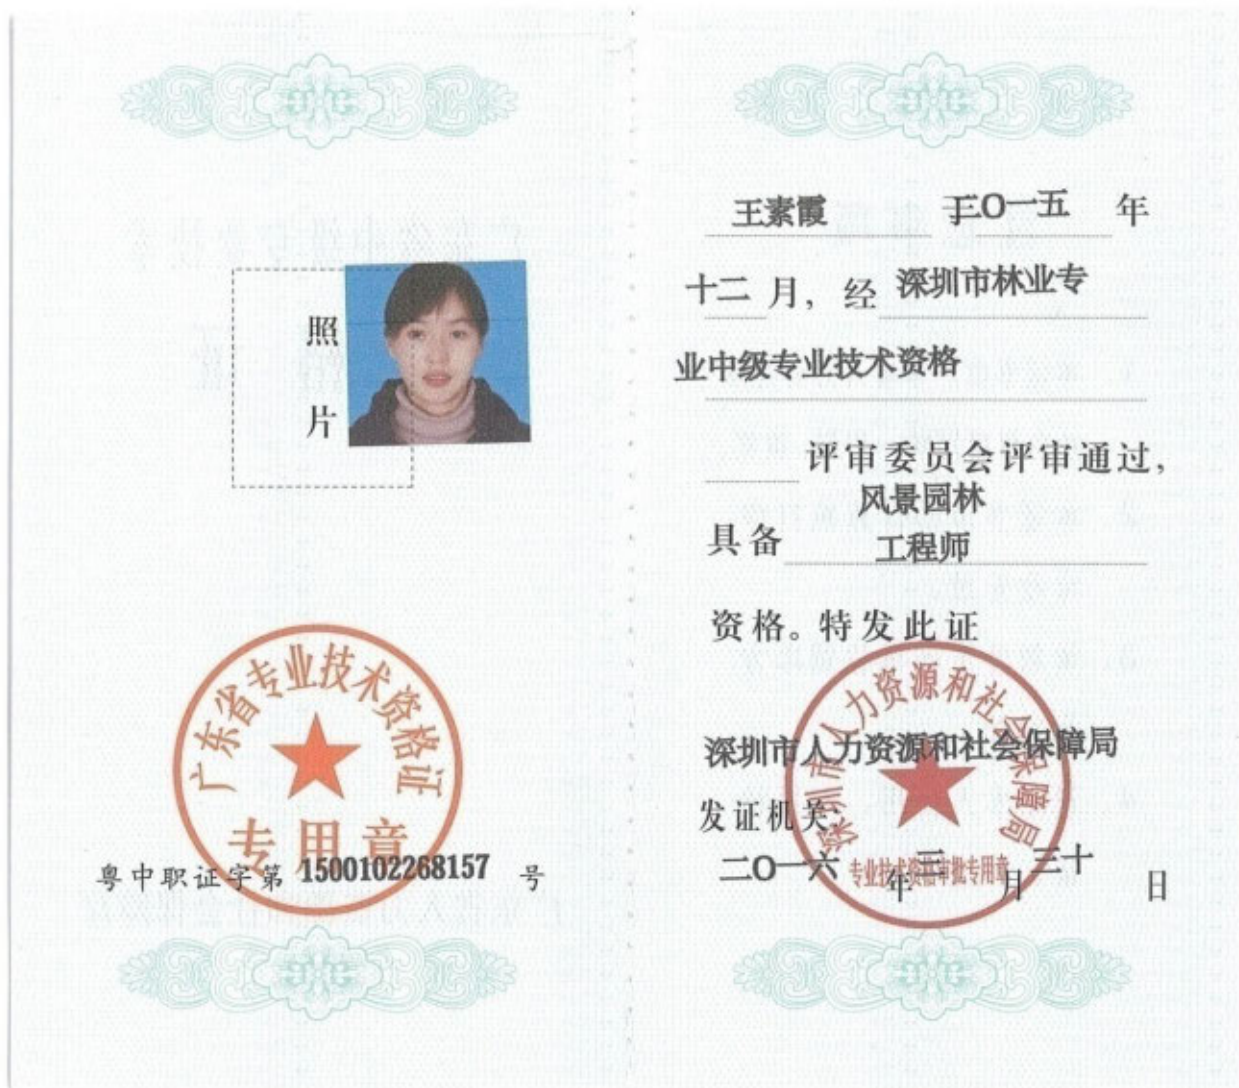 照
片
广东省专业技术资格证
专用章
粤中职证字第 1500102268157 号
王素霞 于二〇一五 年
十二 月，经 深圳市林业专
业中级专业技术资格
评审委员会评审通过，
风景园林
具备 工程师
资格。特发此证
深圳市人力资源和社会保障局
深圳市人力资源和社会保障局
发证机关：
专业技术资格审批专用章
二〇一六 年 三 月 三十 日